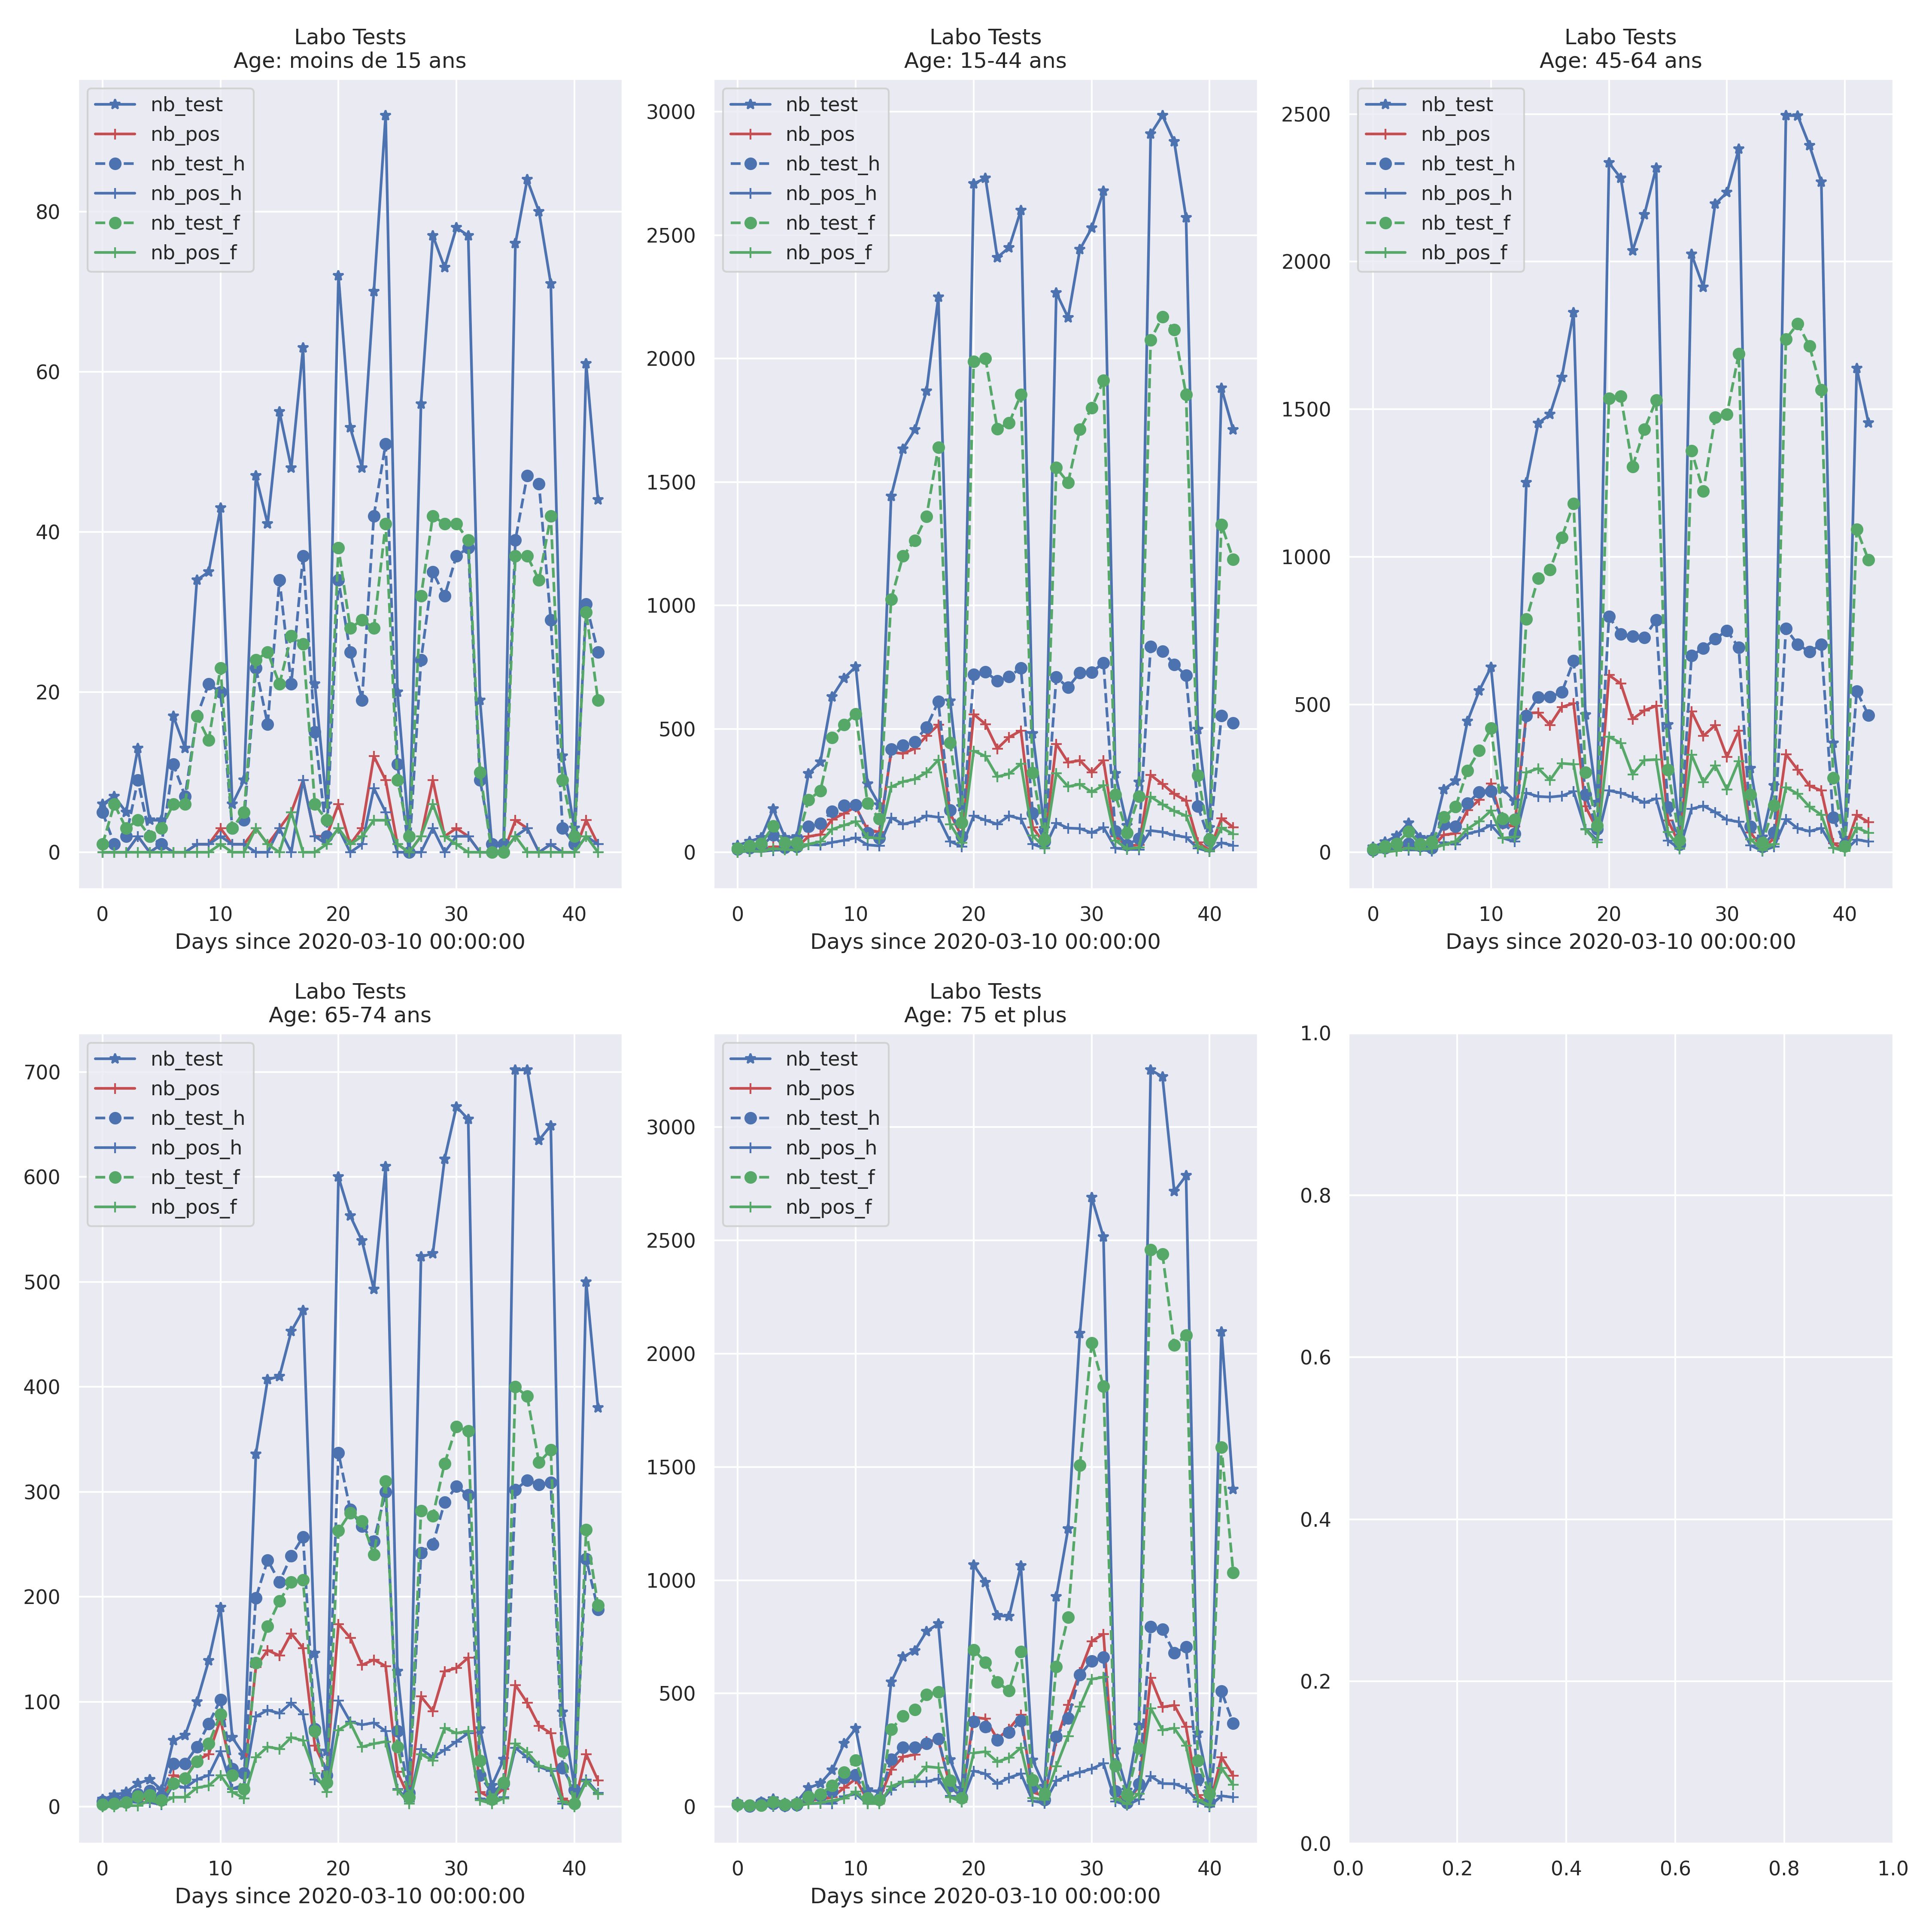 Labo Tests
Age: moins de 15 ans
nb_test
nb_pos
nb_test_h
nb_pos_h
nb_test_f
nb_pos_f
80
60
40
20
0
0 10 20 30 40
Days since 2020-03-10 00:00:00
Labo Tests
Age: 15-44 ans
nb_test
nb_pos
nb_test_h
nb_pos_h
nb_test_f
nb_pos_f
3000
2500
2000
1500
1000
500
0
0 10 20 30 40
Days since 2020-03-10 00:00:00
Labo Tests
Age: 45-64 ans
nb_test
nb_pos
nb_test_h
nb_pos_h
nb_test_f
nb_pos_f
2500
2000
1500
1000
500
0
0 10 20 30 40
Days since 2020-03-10 00:00:00
Labo Tests
Age: 65-74 ans
nb_test
nb_pos
nb_test_h
nb_pos_h
nb_test_f
nb_pos_f
700
600
500
400
300
200
100
0
0 10 20 30 40
Days since 2020-03-10 00:00:00
Labo Tests
Age: 75 et plus
nb_test
nb_pos
nb_test_h
nb_pos_h
nb_test_f
nb_pos_f
3000
2500
2000
1500
1000
500
0
0 10 20 30 40
Days since 2020-03-10 00:00:00
1.0
0.8
0.6
0.4
0.2
0.0
0.0 0.2 0.4 0.6 0.8 1.0